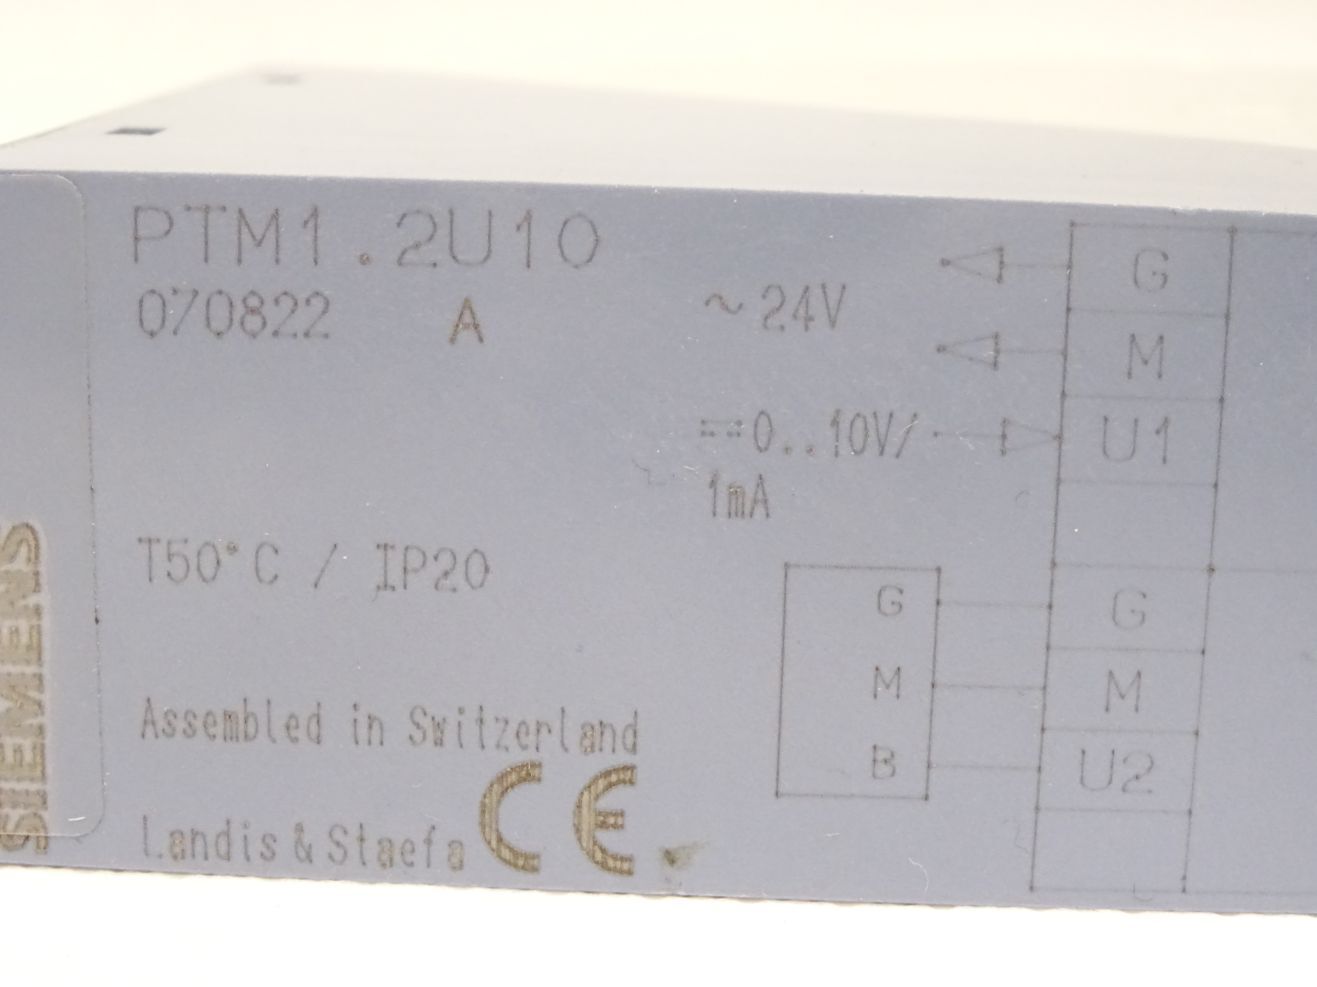 PTM1.2U10
070822 A
T50°C / IP20
Assembled in Switzerland
Landis & Staefa CE
SIEMENS
~24V
⎓0..10V/
1mA
G
M
U1
G
M
B
G
M
U2